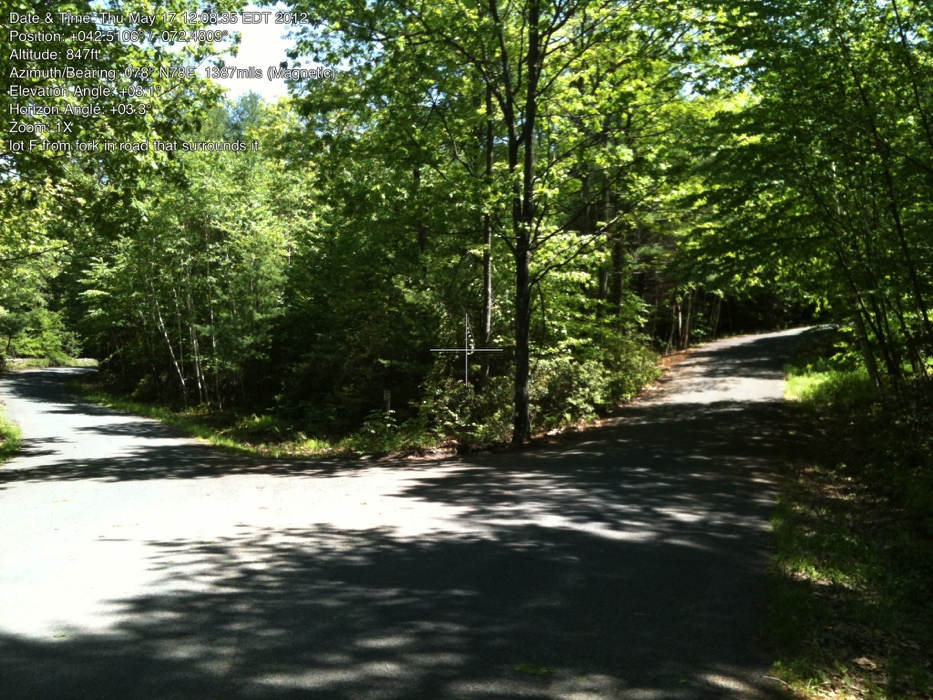 Date & Time: Thu May 17 12:08:35 EDT 2012
Position: +042.5106° / -072.4809°
Altitude: 847ft
Azimuth/Bearing: 078° N78E 1387mils (Magnetic)
Elevation Angle: +03.1°
Horizon Angle: +03.3°
Zoom: 1X
lot F from fork in road that surrounds it